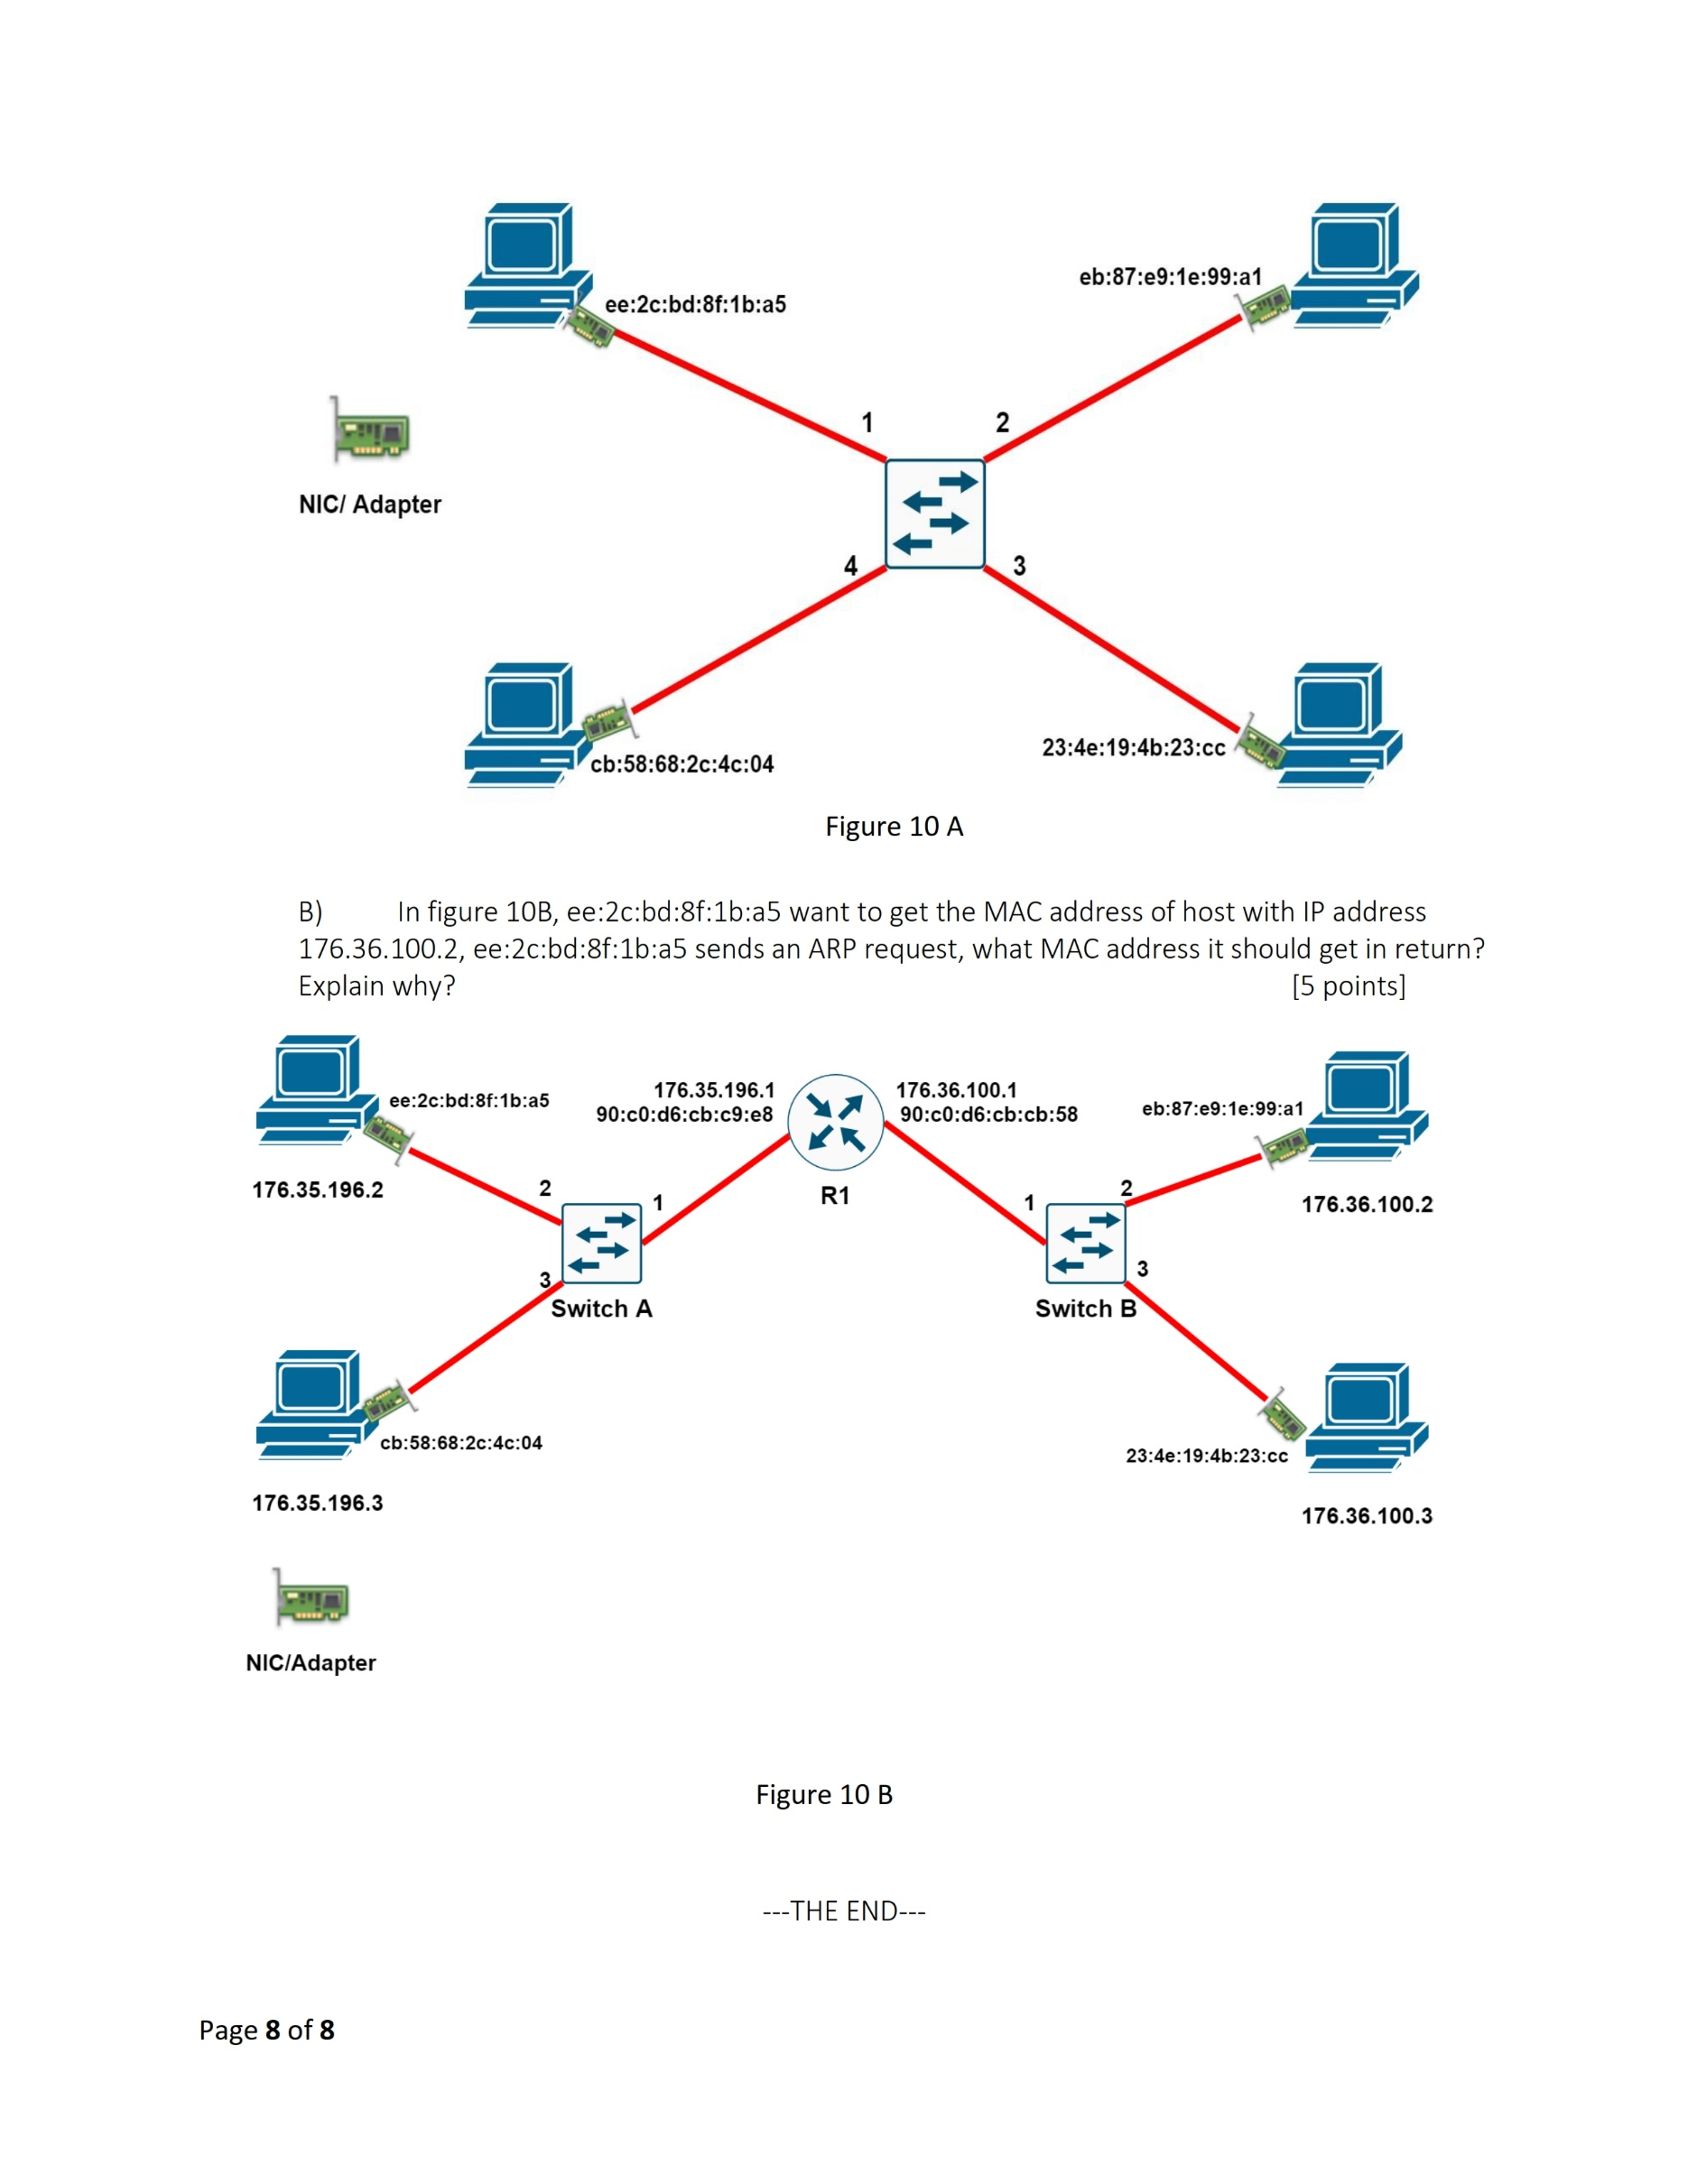 ee:2c:bd:8f:1b:a5
eb:87:e9:1e:99:a1
1
2
NIC/ Adapter
4
3
cb:58:68:2c:4c:04
23:4e:19:4b:23:cc
Figure 10 A
B) In figure 10B, ee:2c:bd:8f:1b:a5 want to get the MAC address of host with IP address
176.36.100.2, ee:2c:bd:8f:1b:a5 sends an ARP request, what MAC address it should get in return?
Explain why? [5 points]
ee:2c:bd:8f:1b:a5
176.35.196.1
90:c0:d6:cb:c9:e8
176.36.100.1
90:c0:d6:cb:cb:58
eb:87:e9:1e:99:a1
176.35.196.2
2
1
R1
1
2
176.36.100.2
3
Switch A
3
Switch B
cb:58:68:2c:4c:04
23:4e:19:4b:23:cc
176.35.196.3
176.36.100.3
NIC/Adapter
Figure 10 B
---THE END---
Page 8 of 8